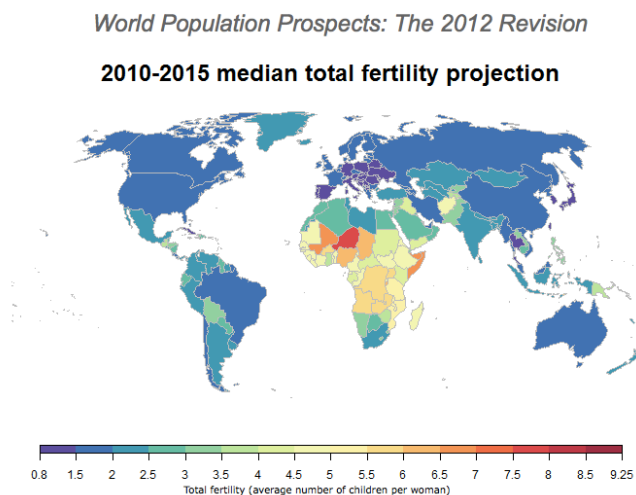 World Population Prospects: The 2012 Revision
2010-2015 median total fertility projection
0.8 1.5 2 2.5 3 3.5 4 4.5 5 5.5 6 6.5 7 7.5 8 8.5 9.25
Total fertility (average number of children per woman)